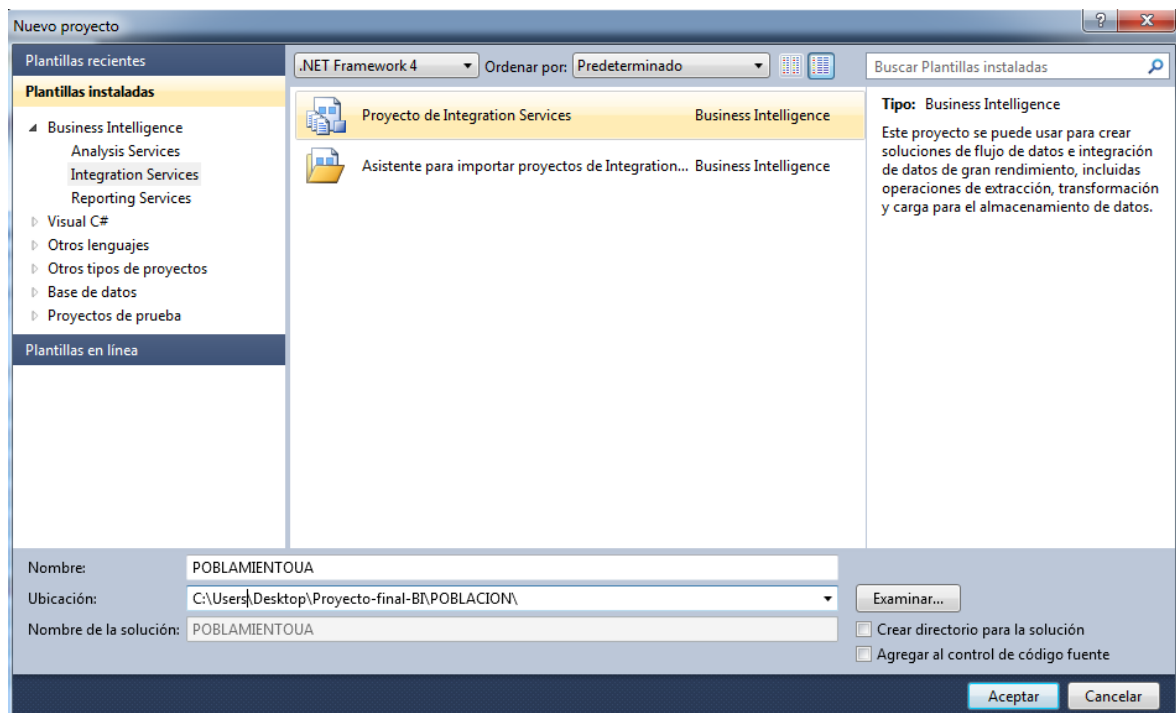 Nuevo proyecto
Plantillas recientes
Plantillas instaladas
Business Intelligence
Analysis Services
Integration Services
Reporting Services
Visual C#
Otros lenguajes
Otros tipos de proyectos
Base de datos
Proyectos de prueba
Plantillas en línea
.NET Framework 4 Ordenar por: Predeterminado
Proyecto de Integration Services Business Intelligence
Asistente para importar proyectos de Integration... Business Intelligence
Buscar Plantillas instaladas
Tipo: Business Intelligence
Este proyecto se puede usar para crear
soluciones de flujo de datos e integración
de datos de gran rendimiento, incluidas
operaciones de extracción, transformación
y carga para el almacenamiento de datos.
Nombre: POBLAMIENTOUA
Ubicación: C:\Users\Desktop\Proyecto-final-BI\POBLACION\ Examinar...
Nombre de la solución: POBLAMIENTOUA
Crear directorio para la solución
Agregar al control de código fuente
Aceptar Cancelar